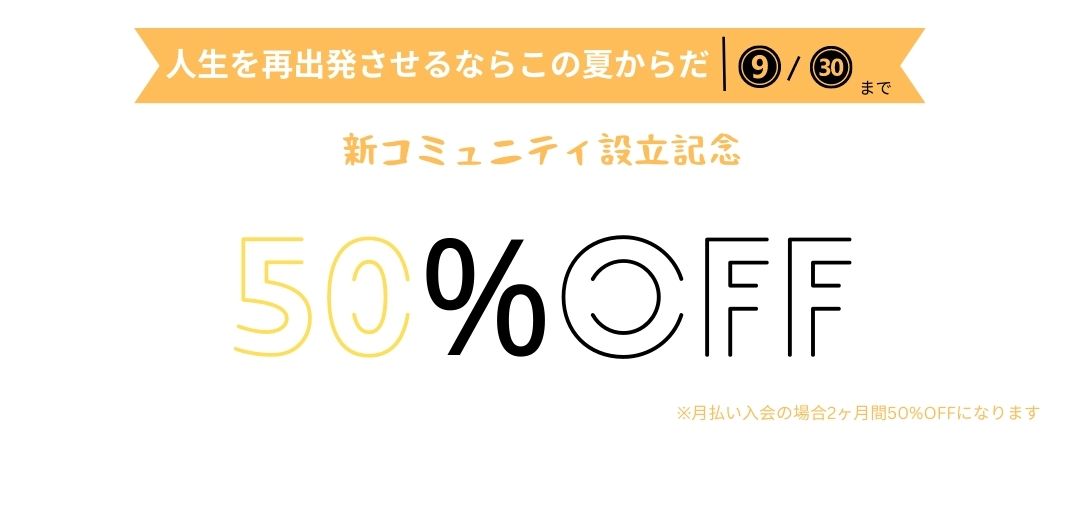 人生を再出発させるならこの夏からだ 9/30まで
新コミュニティ設立記念
50%OFF
※月払い入会の場合2ヶ月間50%OFFになります